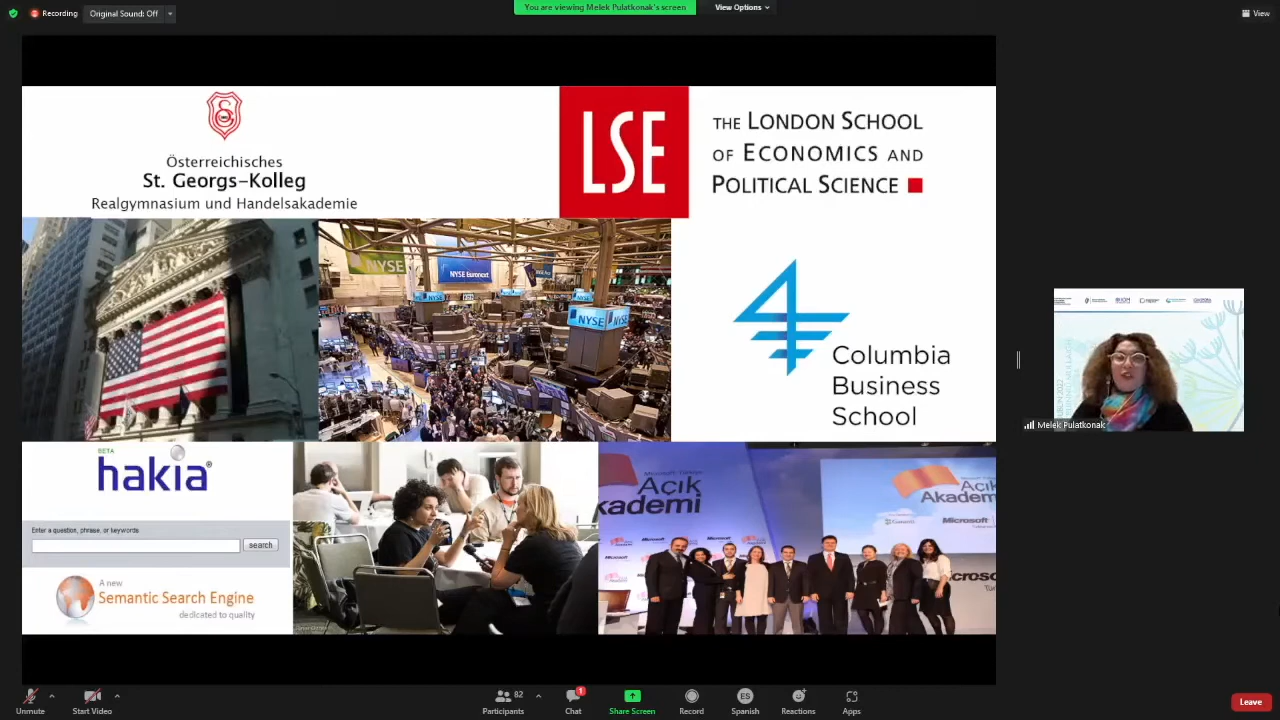 Recording
Original Sound: Off
You are viewing Melek Pulatkonak's screen
View Options
View
Österreichisches
St. Georgs-Kolleg
Realgymnasium und Handelsakademie
LSE
THE LONDON SCHOOL
OF ECONOMICS AND
POLITICAL SCIENCE
NYSE
NYSE Euronext
NYSE
Columbia
Business
School
BETA
hakia®
Enter a question, phrase, or keywords
search
A new
Semantic Search Engine
dedicated to quality
Microsoft Türkiye
Açık
kademi
Açık
Akademi
Microsoft
Melek Pulatkonak
Unmute
Start Video
82
Participants
1
Chat
Share Screen
Record
ES
Spanish
Reactions
Apps
Leave